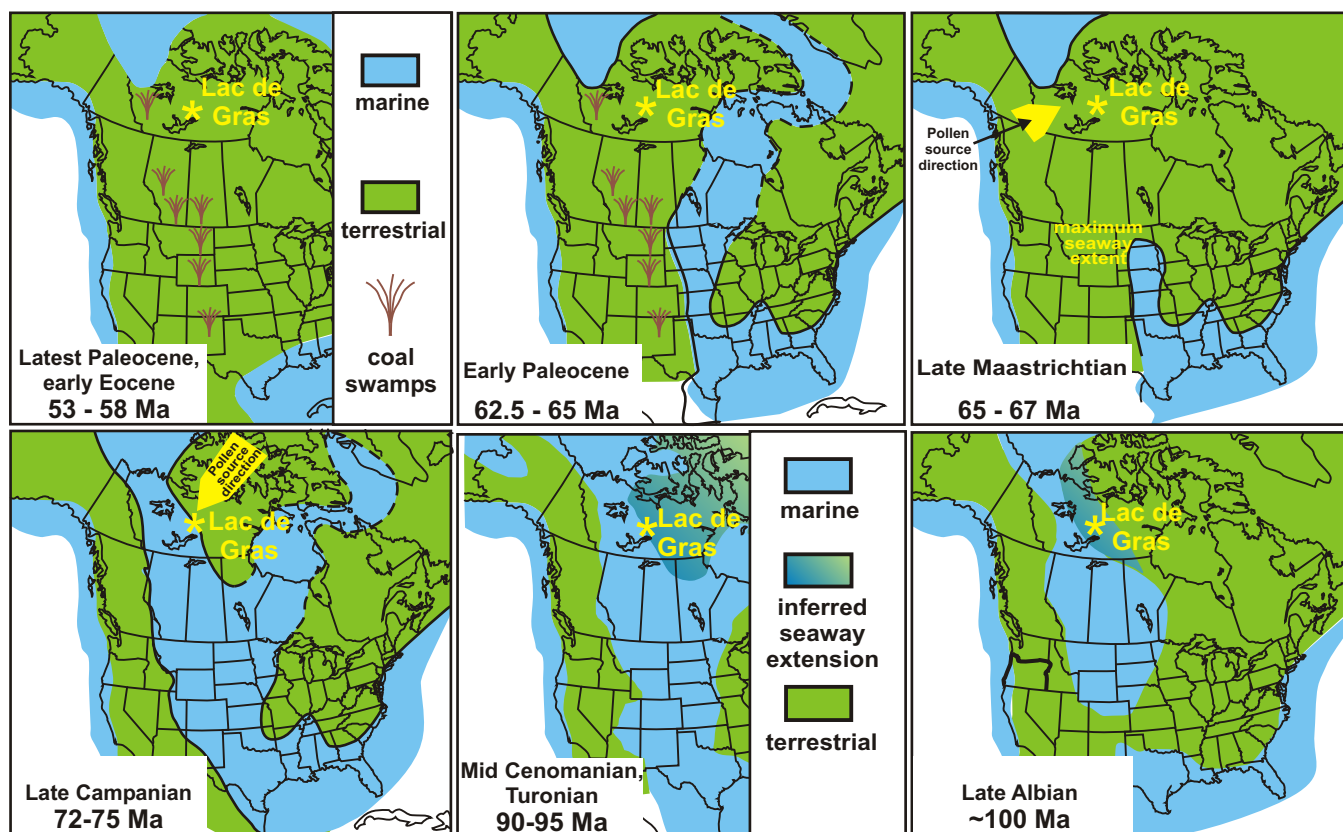 Lac de
Gras
Latest Paleocene,
early Eocene
53 - 58 Ma
marine
terrestrial
coal
swamps
Lac de
Gras
Early Paleocene
62.5 - 65 Ma
Lac de
Gras
Pollen
source
direction
maximum
seaway
extent
Late Maastrichtian
65 - 67 Ma
Pollen
source
direction
Lac de
Gras
Late Campanian
72-75 Ma
Lac de
Gras
Mid Cenomanian,
Turonian
90-95 Ma
marine
inferred
seaway
extension
terrestrial
Lac de
Gras
Late Albian
~100 Ma